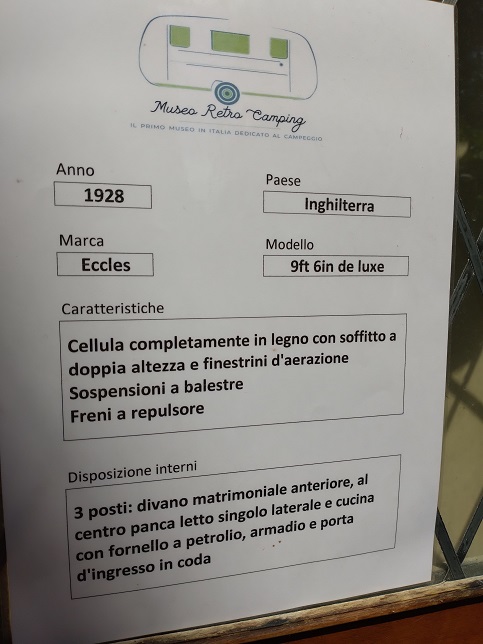 Museo Retro Camping
IL PRIMO MUSEO IN ITALIA DEDICATO AL CAMPEGGIO
Anno
1928
Paese
Inghilterra
Marca
Eccles
Modello
9ft 6in de luxe
Caratteristiche
Cellula completamente in legno con soffitto a
doppia altezza e finestrini d'aerazione
Sospensioni a balestre
Freni a repulsore
Disposizione interni
3 posti: divano matrimoniale anteriore, al
centro panca letto singolo laterale e cucina
con fornello a petrolio, armadio e porta
d'ingresso in coda